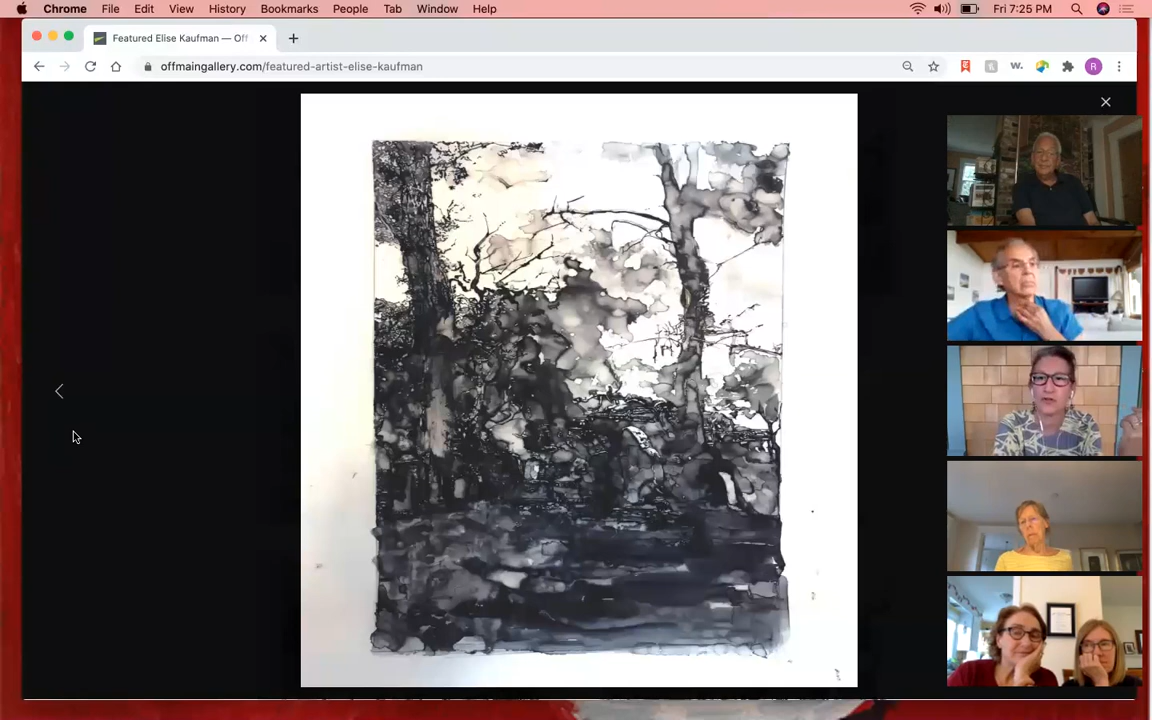 Chrome File Edit View History Bookmarks People Tab Window Help Fri 7:25 PM
Featured Elise Kaufman — Off
offmaingallery.com/featured-artist-elise-kaufman
w.
R